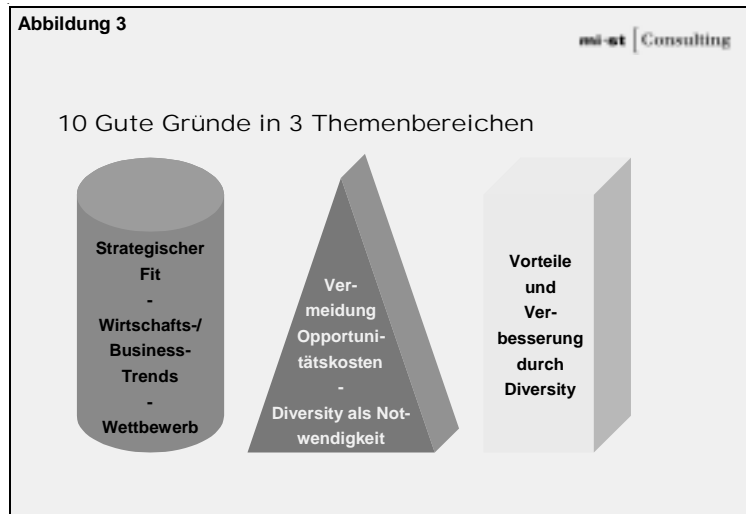 Abbildung 3
mi-st [ Consulting
10 Gute Gründe in 3 Themenbereichen
Strategischer
Fit
-
Wirtschafts-/
Business-
Trends
-
Wettbewerb
Ver-
meidung
Opportuni-
tätskosten
-
Diversity als Not-
wendigkeit
Vorteile
und
Ver-
besserung
durch
Diversity